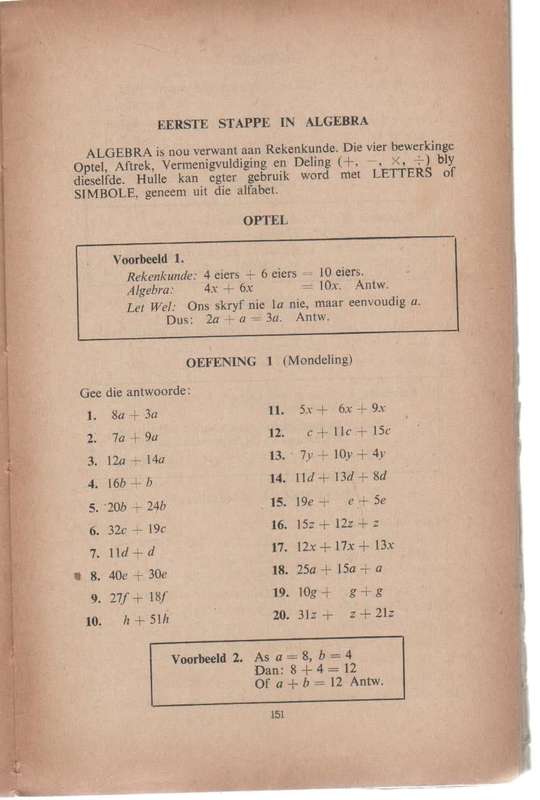 EERSTE STAPPE IN ALGEBRA
ALGEBRA is nou verwant aan Rekenkunde. Die vier bewerkinge
Optel, Aftrek, Vermenigvuldiging en Deling (+, −, ×, ÷) bly
dieselfde. Hulle kan egter gebruik word met LETTERS of
SIMBOLE, geneem uit die alfabet.
OPTEL
Voorbeeld 1.
Rekenkunde: 4 eiers + 6 eiers = 10 eiers.
Algebra: 4x + 6x = 10x. Antw.
Let Wel: Ons skryf nie 1a nie, maar eenvoudig a.
Dus: 2a + a = 3a. Antw.
OEFENING 1 (Mondeling)
Gee die antwoorde:
1. 8a + 3a
2. 7a + 9a
3. 12a + 14a
4. 16b + b
5. 20b + 24b
6. 32c + 19c
7. 11d + d
8. 40e + 30e
9. 27f + 18f
10. h + 51h
11. 5x + 6x + 9x
12. c + 11c + 15c
13. 7y + 10y + 4y
14. 11d + 13d + 8d
15. 19e + e + 5e
16. 15z + 12z + z
17. 12x + 17x + 13x
18. 25a + 15a + a
19. 10g + g + g
20. 31z + z + 21z
Voorbeeld 2. As a = 8, b = 4
Dan: 8 + 4 = 12
Of a + b = 12 Antw.
151